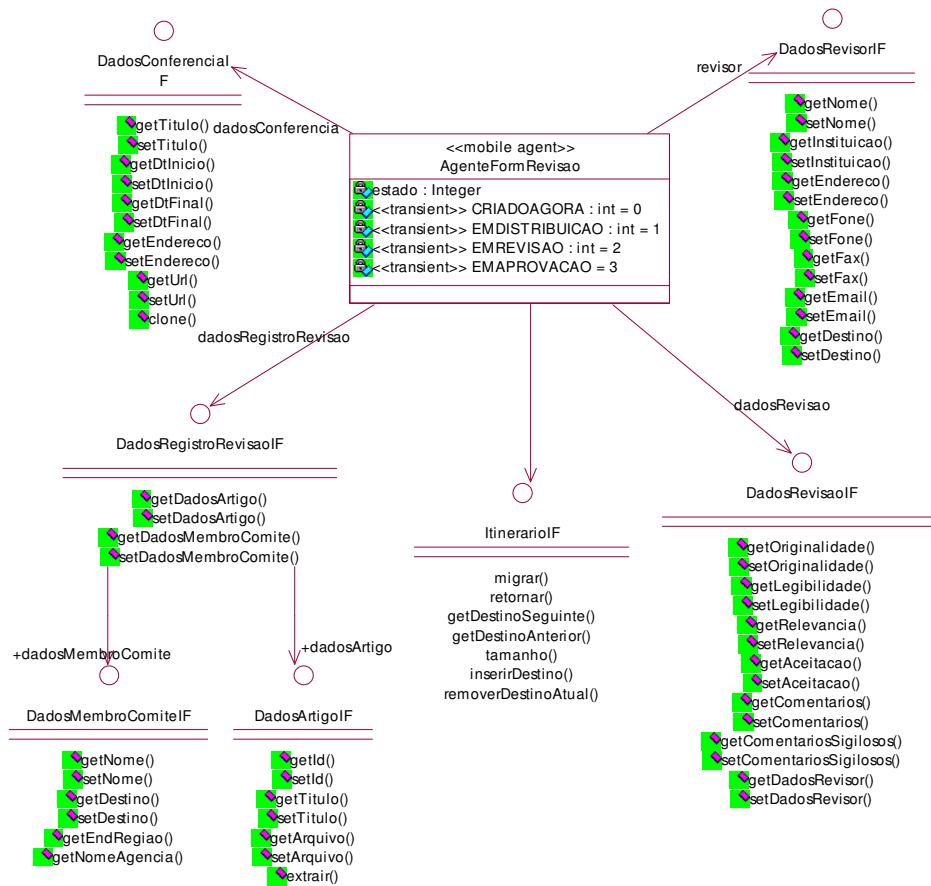 DadosConferenciaI
F
getTitulo()
setTitulo()
getDtInicio()
setDtInicio()
getDtFinal()
setDtFinal()
getEndereco()
setEndereco()
getUrl()
setUrl()
clone()
dadosConferencia
<<mobile agent>>
AgenteFormRevisao
estado : Integer
<<transient>> CRIADOAGORA : int = 0
<<transient>> EMDISTRIBUICAO : int = 1
<<transient>> EMREVISAO : int = 2
<<transient>> EMAPROVACAO = 3
revisor
DadosRevisorIF
getNome()
setNome()
getInstituicao()
setInstituicao()
getEndereco()
setEndereco()
getFone()
setFone()
getFax()
setFax()
getEmail()
setEmail()
getDestino()
setDestino()
dadosRegistroRevisao
DadosRegistroRevisaoIF
getDadosArtigo()
setDadosArtigo()
getDadosMembroComite()
setDadosMembroComite()
+dadosMembroComite
+dadosArtigo
DadosMembroComiteIF
getNome()
setNome()
getDestino()
setDestino()
getEndRegiao()
getNomeAgencia()
DadosArtigoIF
getId()
setId()
getTitulo()
setTitulo()
getArquivo()
setArquivo()
extrair()
ItinerarioIF
migrar()
retornar()
getDestinoSeguinte()
getDestinoAnterior()
tamanho()
inserirDestino()
removerDestinoAtual()
dadosRevisao
DadosRevisaoIF
getOriginalidade()
setOriginalidade()
getLegibilidade()
setLegibilidade()
getRelevancia()
setRelevancia()
getAceitacao()
setAceitacao()
getComentarios()
setComentarios()
getComentariosSigilosos()
setComentariosSigilosos()
getDadosRevisor()
setDadosRevisor()